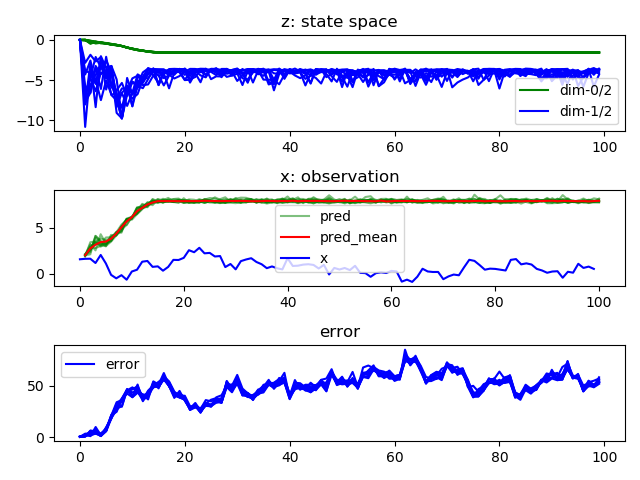 z: state space
0
−5
−10
dim-0/2
dim-1/2
0 20 40 60 80 100
x: observation
5
0
pred
pred_mean
x
0 20 40 60 80 100
error
50
0
error
0 20 40 60 80 100